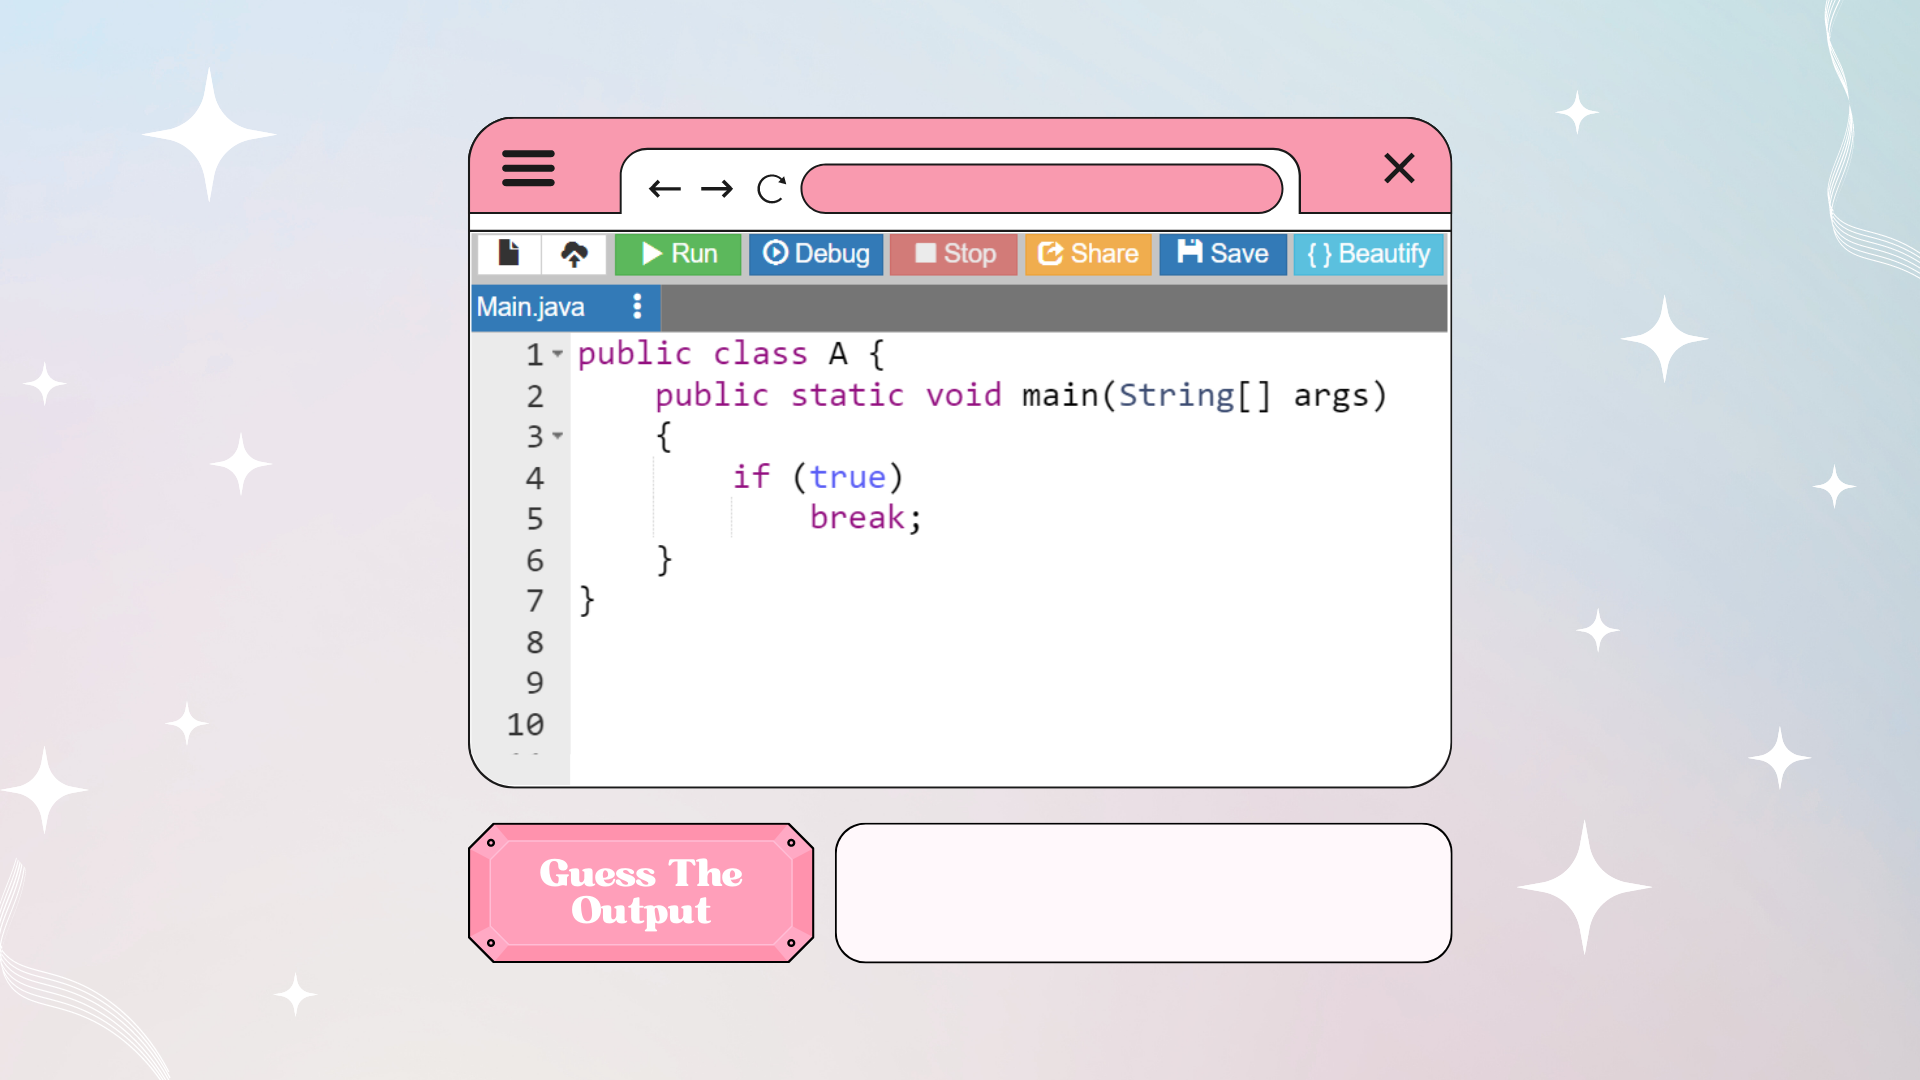 Run Debug Stop Share Save { } Beautify
Main.java
1 public class A {
2 public static void main(String[] args)
3 {
4 if (true)
5 break;
6 }
7 }
8
9
10
Guess The
Output